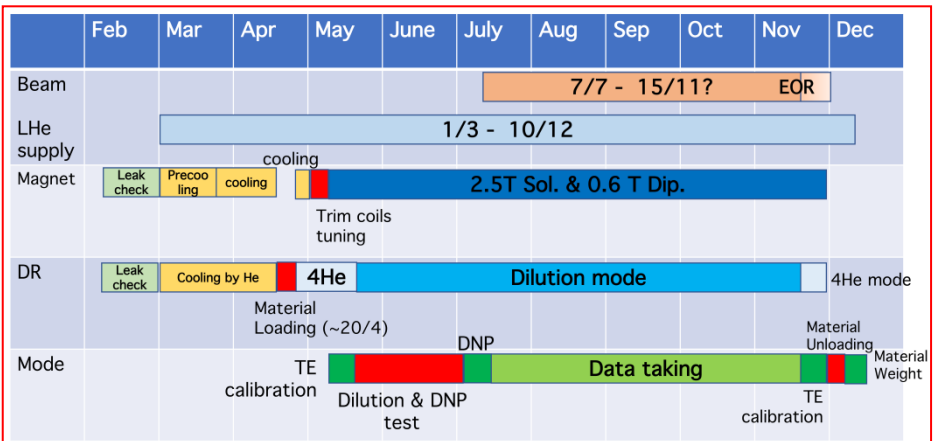 Feb Mar Apr May June July Aug Sep Oct Nov Dec
Beam
7/7 - 15/11?
EOR
LHe
supply
1/3 - 10/12
cooling
Magnet
Leak
check
Precoo
ling
cooling
2.5T Sol. & 0.6 T Dip.
Trim coils
tuning
DR
Leak
check
Cooling by He
4He
Dilution mode
4He mode
Material
Loading (~20/4)
Material
Unloading
DNP
Mode
TE
calibration
Data taking
Material
Weight
Dilution & DNP
test
TE
calibration